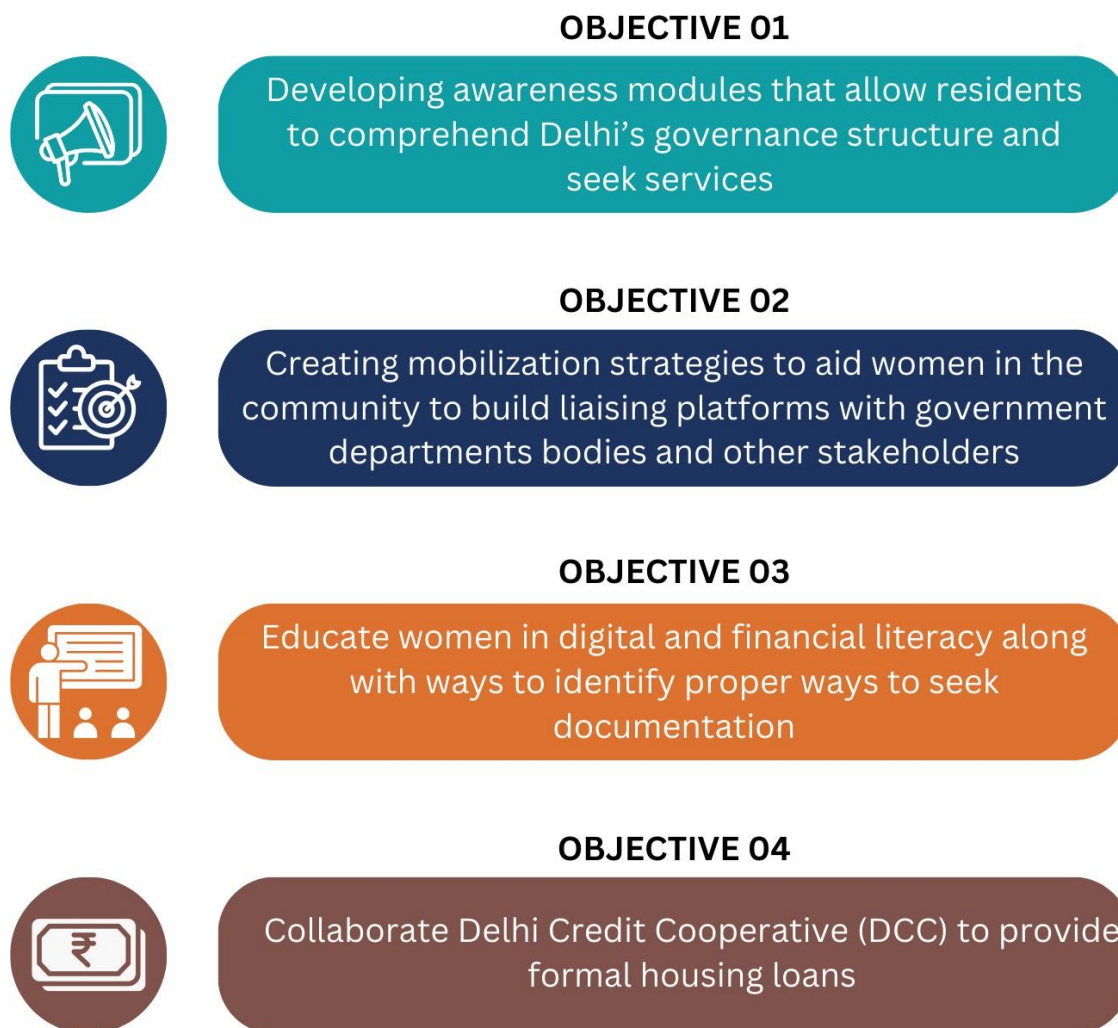 OBJECTIVE 01
Developing awareness modules that allow residents
to comprehend Delhi’s governance structure and
seek services
OBJECTIVE 02
Creating mobilization strategies to aid women in the
community to build liaising platforms with government
departments bodies and other stakeholders
OBJECTIVE 03
Educate women in digital and financial literacy along
with ways to identify proper ways to seek
documentation
OBJECTIVE 04
₹
Collaborate Delhi Credit Cooperative (DCC) to provide
formal housing loans